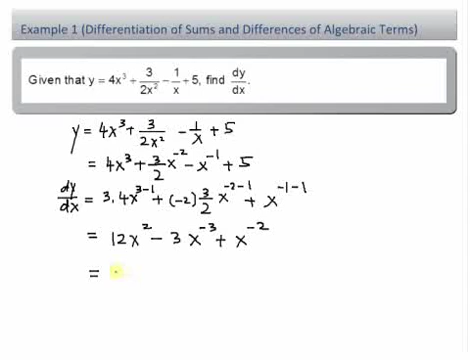 Example 1 (Differentiation of Sums and Differences of Algebraic Terms)
Given that y = 4x³ + 3/2x² − 1/x + 5, find dy/dx.
y = 4x³ + 3/2x² − 1/x + 5
= 4x³ + 3/2 x⁻² − x⁻¹ + 5
dy/dx = 3.4x³⁻¹ + (−2) 3/2 x⁻²⁻¹ + x⁻¹⁻¹
= 12x² − 3x⁻³ + x⁻²
=